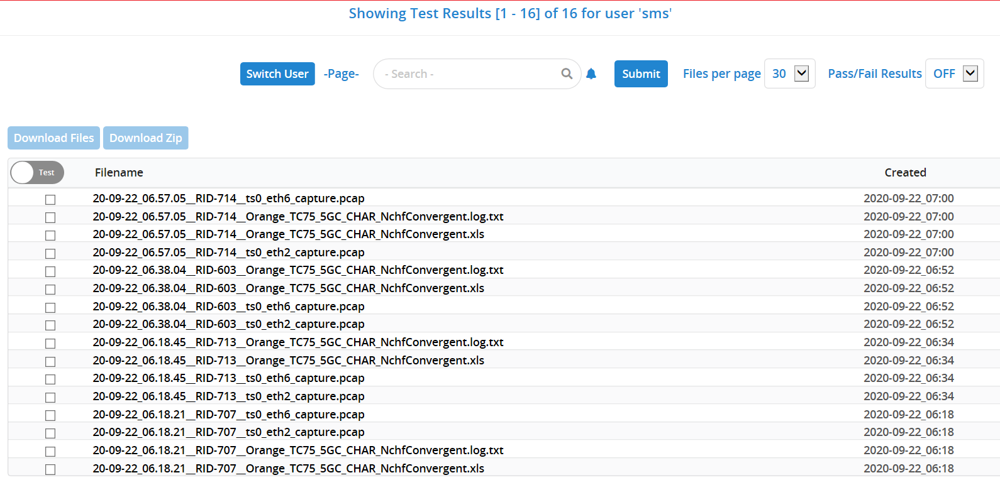 Showing Test Results [1 - 16] of 16 for user 'sms'
Switch User -Page- - Search - Submit Files per page 30 Pass/Fail Results OFF
Download Files Download Zip
Test Filename Created
20-09-22_06.57.05__RID-714__ts0_eth6_capture.pcap 2020-09-22_07:00
20-09-22_06.57.05__RID-714__Orange_TC75_5GC_CHAR_NchfConvergent.log.txt 2020-09-22_07:00
20-09-22_06.57.05__RID-714__Orange_TC75_5GC_CHAR_NchfConvergent.xls 2020-09-22_07:00
20-09-22_06.57.05__RID-714__ts0_eth2_capture.pcap 2020-09-22_07:00
20-09-22_06.38.04__RID-603__Orange_TC75_5GC_CHAR_NchfConvergent.log.txt 2020-09-22_06:52
20-09-22_06.38.04__RID-603__Orange_TC75_5GC_CHAR_NchfConvergent.xls 2020-09-22_06:52
20-09-22_06.38.04__RID-603__ts0_eth6_capture.pcap 2020-09-22_06:52
20-09-22_06.38.04__RID-603__ts0_eth2_capture.pcap 2020-09-22_06:52
20-09-22_06.18.45__RID-713__Orange_TC75_5GC_CHAR_NchfConvergent.log.txt 2020-09-22_06:34
20-09-22_06.18.45__RID-713__Orange_TC75_5GC_CHAR_NchfConvergent.xls 2020-09-22_06:34
20-09-22_06.18.45__RID-713__ts0_eth6_capture.pcap 2020-09-22_06:34
20-09-22_06.18.45__RID-713__ts0_eth2_capture.pcap 2020-09-22_06:34
20-09-22_06.18.21__RID-707__ts0_eth6_capture.pcap 2020-09-22_06:18
20-09-22_06.18.21__RID-707__ts0_eth2_capture.pcap 2020-09-22_06:18
20-09-22_06.18.21__RID-707__Orange_TC75_5GC_CHAR_NchfConvergent.log.txt 2020-09-22_06:18
20-09-22_06.18.21__RID-707__Orange_TC75_5GC_CHAR_NchfConvergent.xls 2020-09-22_06:18